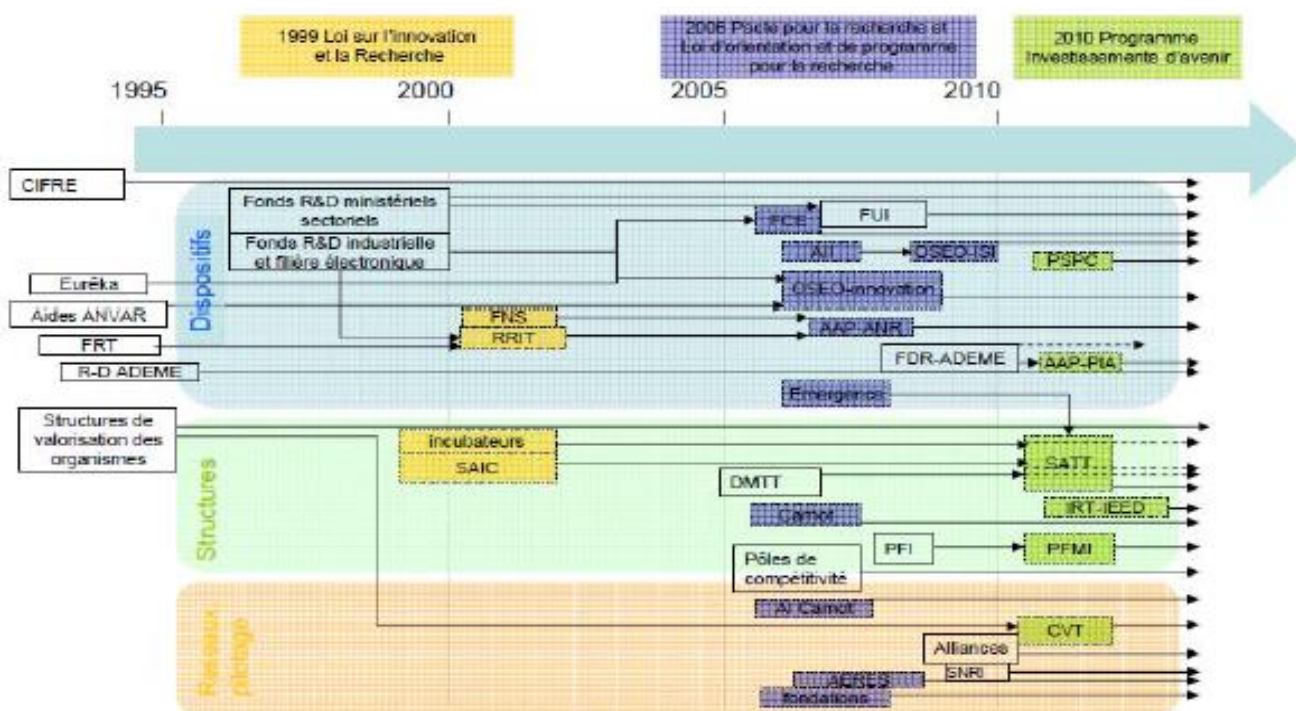 1999 Loi sur l'innovation
et la Recherche
2006 Pacte pour la recherche et
Loi d'orientation et de programme
pour la recherche
2010 Programme
Investissements d'avenir
1995
2000
2005
2010
CIFRE
Fonds R&D ministériels
sectoriels
FCE
FUI
Fonds R&D industrielle
et filière électronique
AII
OSEO-ISI
PSPC
Eurêka
OSEO-innovation
Aides ANVAR
FNS
RRIT
AAP-ANR
FRT
FDR-ADEME
AAP-PIA
R-D ADEME
Emergence
Dispositifs
Structures de
valorisation des
organismes
incubateurs
SAIC
SATT
DMTT
IRT-IEED
Carnot
PFI
PFMI
Pôles de
compétitivité
Structures
AI Carnot
CVT
Alliances
SNRI
AERES
fondations
Réseaux
pilotage